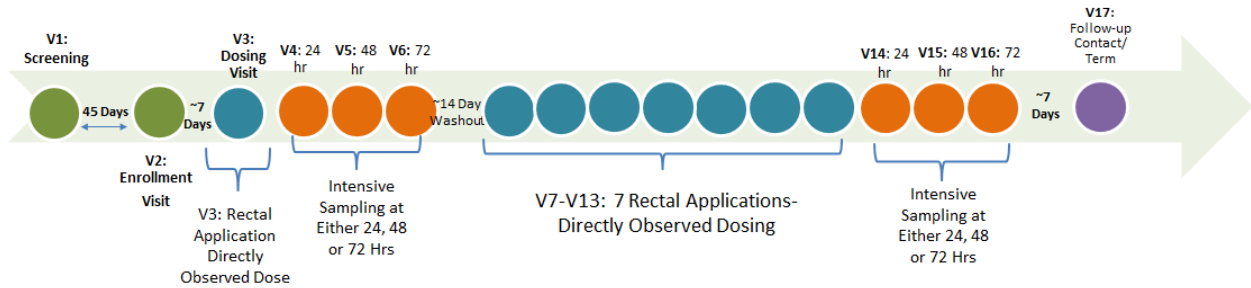 V1:
Screening
45 Days
V2:
Enrollment
Visit
~7
Days
V3:
Dosing
Visit
V3: Rectal
Application
Directly
Observed Dose
V4: 24
hr
V5: 48
hr
V6: 72
hr
Intensive
Sampling at
Either 24, 48
or 72 Hrs
~14 Day
Washout
V7-V13: 7 Rectal Applications-
Directly Observed Dosing
V14: 24
hr
V15: 48
hr
V16: 72
hr
Intensive
Sampling at
Either 24, 48
or 72 Hrs
~7
Days
V17:
Follow-up
Contact/
Term